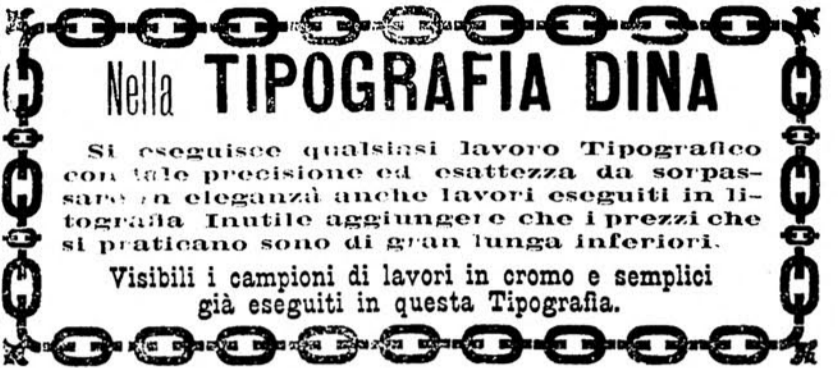 Nella TIPOGRAFIA DINA
Si eseguisce qualsiasi lavoro Tipografico
con tale precisione ed esattezza da sorpas-
sare in eleganza anche lavori eseguiti in li-
tografia Inutile aggiungere che i prezzi che
si praticano sono di gran lunga inferiori.
Visibili i campioni di lavori in cromo e semplici
già eseguiti in questa Tipografia.